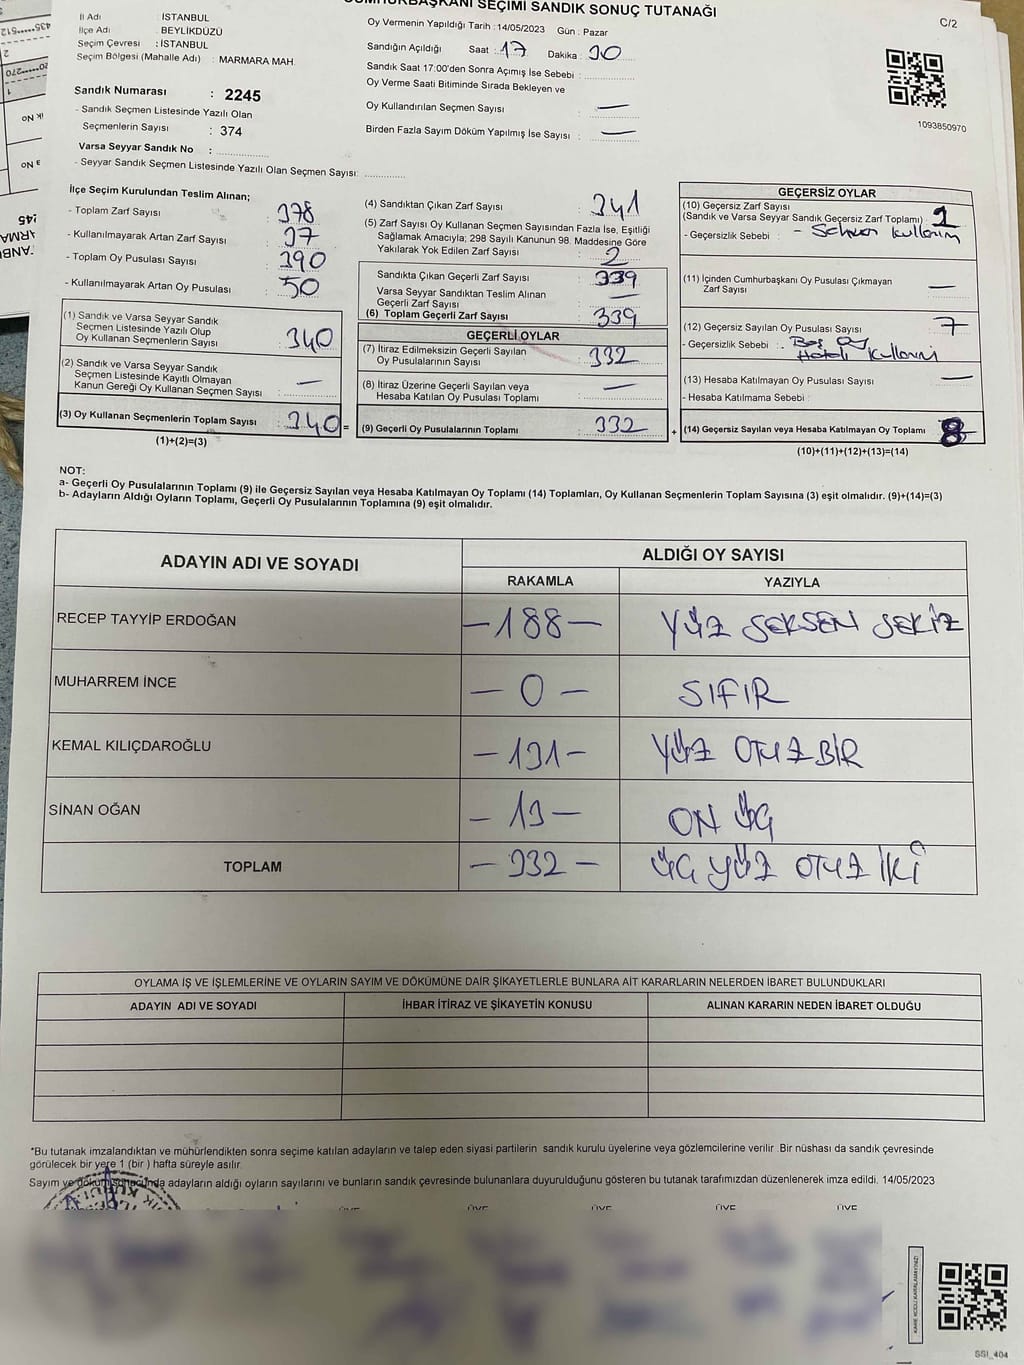 CUMHURBAŞKANI SEÇİMİ SANDIK SONUÇ TUTANAĞI
C/2
İl Adı : İSTANBUL
İlçe Adı : BEYLİKDÜZÜ
Seçim Çevresi : İSTANBUL
Seçim Bölgesi (Mahalle Adı) : MARMARA MAH.
Sandık Numarası : 2245
- Sandık Seçmen Listesinde Yazılı Olan
Seçmenlerin Sayısı : 374
Varsa Seyyar Sandık No :
- Seyyar Sandık Seçmen Listesinde Yazılı Olan Seçmen Sayısı:
Oy Vermenin Yapıldığı Tarih : 14/05/2023 Gün : Pazar
Sandığın Açıldığı Saat : 17 Dakika : 30
Sandık Saat 17:00'den Sonra Açımış İse Sebebi :
Oy Verme Saati Bitiminde Sırada Bekleyen ve
Oy Kullandırılan Seçmen Sayısı : —
Birden Fazla Sayım Döküm Yapılmış İse Sayısı : —
1093850970
İlçe Seçim Kurulundan Teslim Alınan;
- Toplam Zarf Sayısı : 378
- Kullanılmayarak Artan Zarf Sayısı : 37
- Toplam Oy Pusulası Sayısı : 390
- Kullanılmayarak Artan Oy Pusulası : 50
(1) Sandık ve Varsa Seyyar Sandık
Seçmen Listesinde Yazılı Olup
Oy Kullanan Seçmenlerin Sayısı : 340
(2) Sandık ve Varsa Seyyar Sandık
Seçmen Listesinde Kayıtlı Olmayan
Kanun Gereği Oy Kullanan Seçmen Sayısı : —
(3) Oy Kullanan Seçmenlerin Toplam Sayısı : 340 =
(1)+(2)=(3)
(4) Sandıktan Çıkan Zarf Sayısı : 341
(5) Zarf Sayısı Oy Kullanan Seçmen Sayısından Fazla İse, Eşitliği
Sağlamak Amacıyla; 298 Sayılı Kanunun 98. Maddesine Göre
Yakılarak Yok Edilen Zarf Sayısı : 2
Sandıkta Çıkan Geçerli Zarf Sayısı : 339
Varsa Seyyar Sandıktan Teslim Alınan
Geçerli Zarf Sayısı : —
(6) Toplam Geçerli Zarf Sayısı : 339
GEÇERLİ OYLAR
(7) İtiraz Edilmeksizin Geçerli Sayılan
Oy Pusulalarının Sayısı : 332
(8) İtiraz Üzerine Geçerli Sayılan veya
Hesaba Katılan Oy Pusulası Toplamı : —
(9) Geçerli Oy Pusulalarının Toplamı : 332 +
GEÇERSİZ OYLAR
(10) Geçersiz Zarf Sayısı
(Sandık ve Varsa Seyyar Sandık Geçersiz Zarf Toplamı) : 1
- Geçersizlik Sebebi : - Sehven kullanım
(11) İçinden Cumhurbaşkanı Oy Pusulası Çıkmayan
Zarf Sayısı : —
(12) Geçersiz Sayılan Oy Pusulası Sayısı : 7
- Geçersizlik Sebebi : Boş Oy
Hatalı kullanım
(13) Hesaba Katılmayan Oy Pusulası Sayısı : —
- Hesaba Katılmama Sebebi :
(14) Geçersiz Sayılan veya Hesaba Katılmayan Oy Toplamı : 8
(10)+(11)+(12)+(13)=(14)
NOT:
a- Geçerli Oy Pusulalarının Toplamı (9) ile Geçersiz Sayılan veya Hesaba Katılmayan Oy Toplamı (14) Toplamları, Oy Kullanan Seçmenlerin Toplam Sayısına (3) eşit olmalıdır. (9)+(14)=(3)
b- Adayların Aldığı Oyların Toplamı, Geçerli Oy Pusulalarının Toplamına (9) eşit olmalıdır.
ADAYIN ADI VE SOYADI
ALDIĞI OY SAYISI
RAKAMLA YAZIYLA
RECEP TAYYİP ERDOĞAN -188- YÜZ SEKSEN SEKİZ
MUHARREM İNCE -0- SIFIR
KEMAL KILIÇDAROĞLU -131- YÜZ OTUZ BİR
SİNAN OĞAN -13- ON ÜÇ
TOPLAM -332- ÜÇ YÜZ OTUZ İKİ
OYLAMA İŞ VE İŞLEMLERİNE VE OYLARIN SAYIM VE DÖKÜMÜNE DAİR ŞİKAYETLERLE BUNLARA AİT KARARLARIN NELERDEN İBARET BULUNDUKLARI
ADAYIN ADI VE SOYADI İHBAR İTİRAZ VE ŞİKAYETİN KONUSU ALINAN KARARIN NEDEN İBARET OLDUĞU
*Bu tutanak imzalandıktan ve mühürlendikten sonra seçime katılan adayların ve talep eden siyasi partilerin sandık kurulu üyelerine veya gözlemcilerine verilir. Bir nüshası da sandık çevresinde
görülecek bir yere 1 (bir) hafta süreyle asılır.
Sayım ve döküm sonucunda adayların aldığı oyların sayılarını ve bunların sandık çevresinde bulunanlara duyurulduğunu gösteren bu tutanak tarafımızdan düzenlenerek imza edildi. 14/05/2023
ÜYE ÜYE ÜYE ÜYE ÜYE
KARE KODU KARALAMAYINIZ!
SSI_404